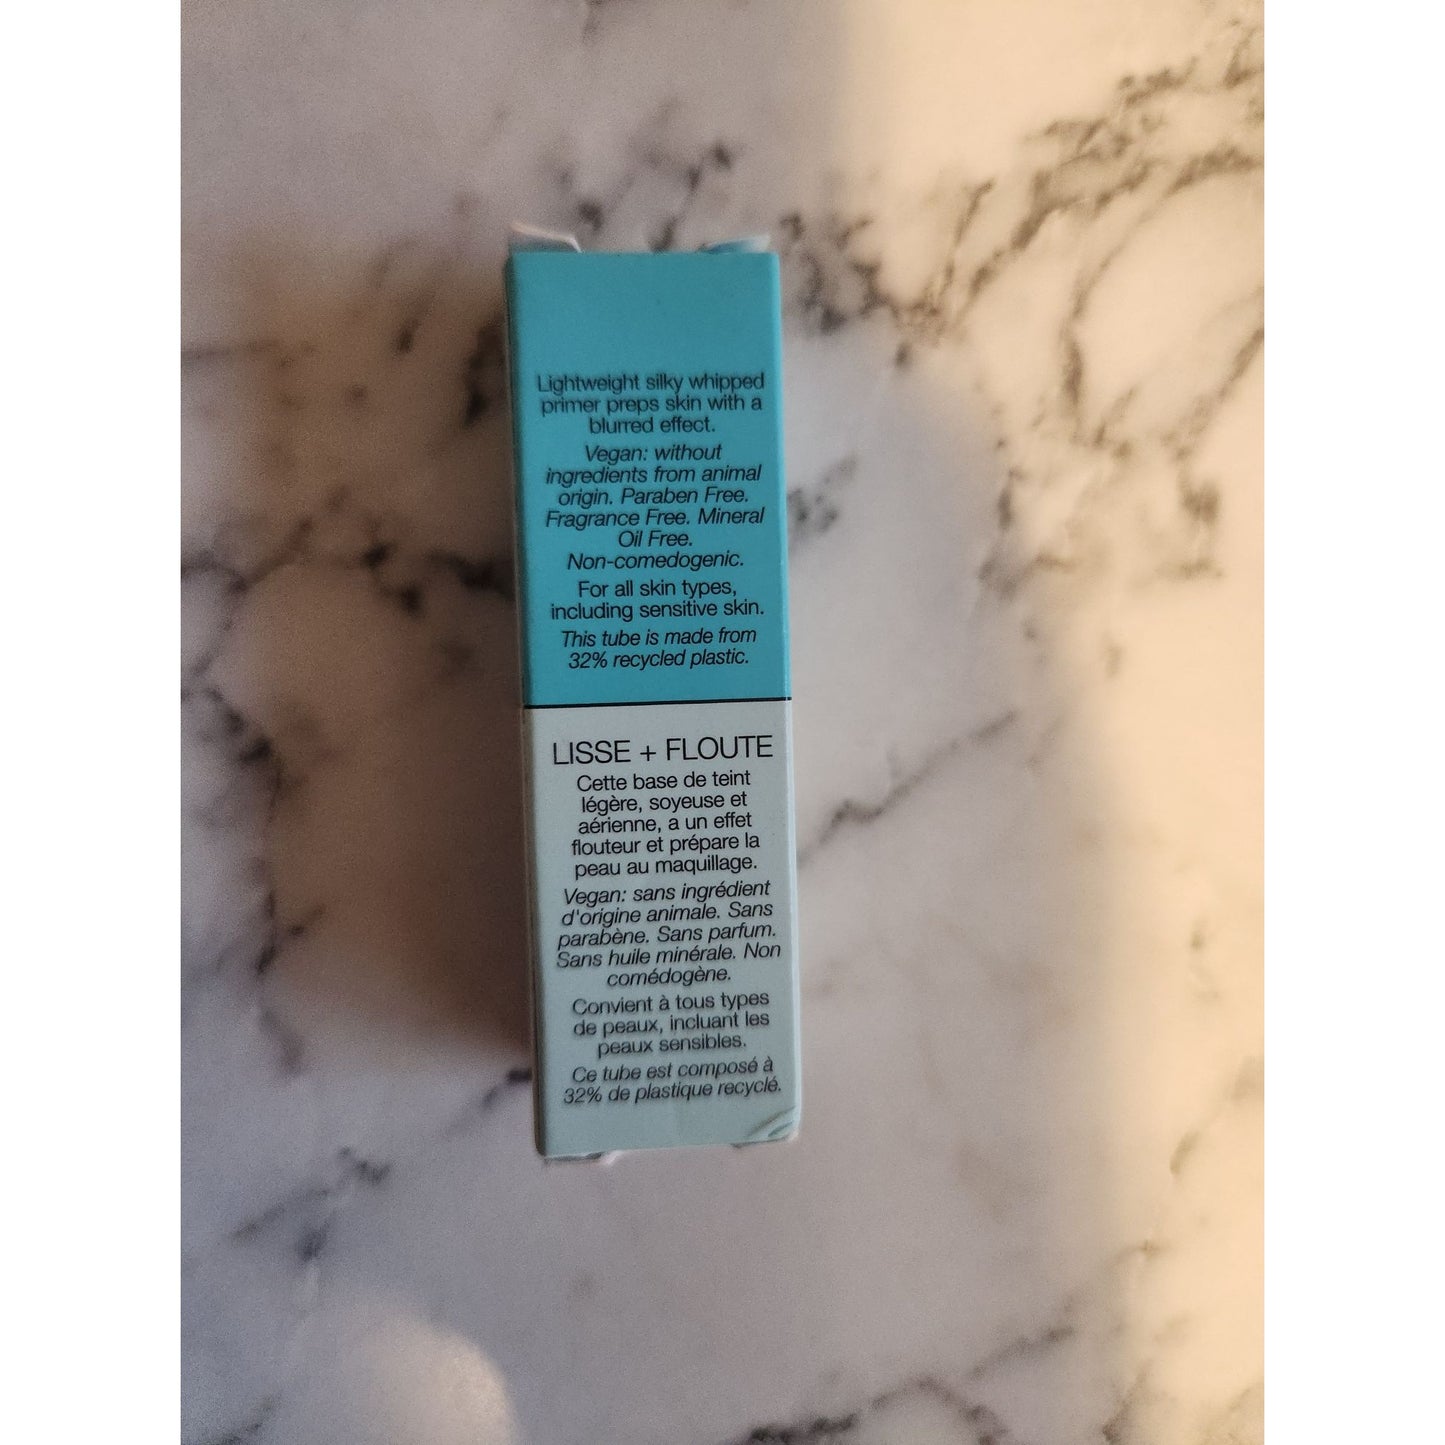 Lightweight silky whipped
primer preps skin with a
blurred effect.
Vegan: without
ingredients from animal
origin. Paraben Free.
Fragrance Free. Mineral
Oil Free.
Non-comedogenic.
For all skin types,
including sensitive skin.
This tube is made from
32% recycled plastic.
LISSE + FLOUTE
Cette base de teint
légère, soyeuse et
aérienne, a un effet
flouteur et prépare la
peau au maquillage.
Vegan: sans ingrédient
d'origine animale. Sans
parabène. Sans parfum.
Sans huile minérale. Non
comédogène.
Convient à tous types
de peaux, incluant les
peaux sensibles.
Ce tube est composé à
32% de plastique recyclé.